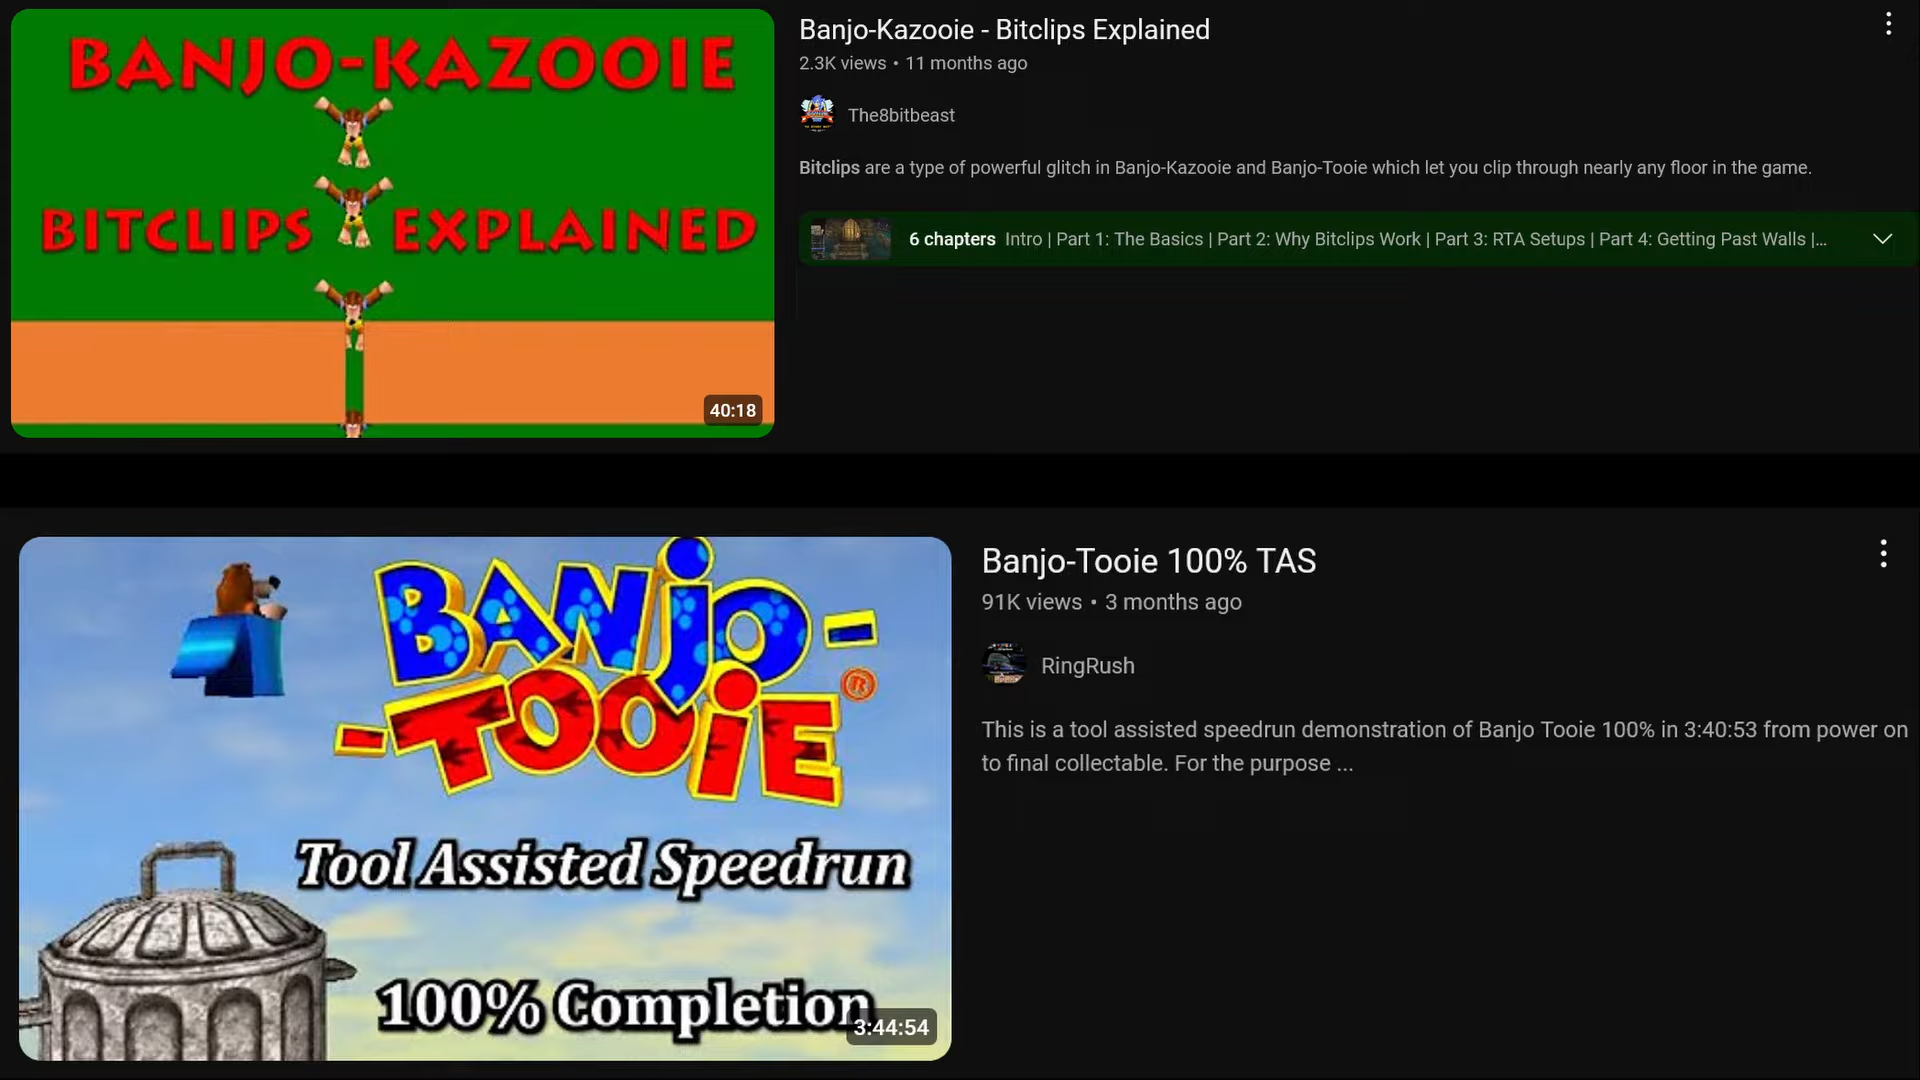 BANJO-KAZOOIE
BITCLIPS EXPLAINED
40:18
Banjo-Kazooie - Bitclips Explained
2.3K views • 11 months ago
The8bitbeast
Bitclips are a type of powerful glitch in Banjo-Kazooie and Banjo-Tooie which let you clip through nearly any floor in the game.
6 chapters Intro | Part 1: The Basics | Part 2: Why Bitclips Work | Part 3: RTA Setups | Part 4: Getting Past Walls |...
BANJO-
-TOOIE®
Tool Assisted Speedrun
100% Completion
3:44:54
Banjo-Tooie 100% TAS
91K views • 3 months ago
RingRush
This is a tool assisted speedrun demonstration of Banjo Tooie 100% in 3:40:53 from power on
to final collectable. For the purpose ...